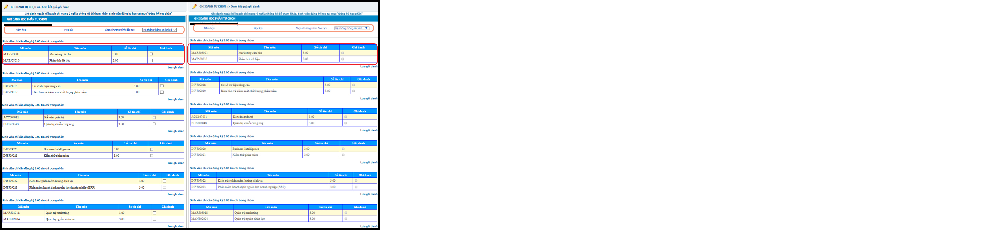 GHI DANH TỰ CHỌN ::> Xem kết quả ghi danh
Ghi danh ngoài kế hoạch chỉ mang ý nghĩa thống kê để tham khảo. Sinh viên đăng ký học tại mục "Đăng ký học phần"
GHI DANH HỌC PHẦN TỰ CHỌN
Năm học: Học kỳ: Chọn chương trình đào tạo: Hệ thống thông tin kinh d
Sinh viên chỉ cần đăng ký 3.00 tín chỉ trong nhóm
Mã môn Tên môn Số tín chỉ Ghi danh
MAR503001 Marketing căn bản 3.00
MAT508010 Phân tích dữ liệu 3.00
Lưu ghi danh
Sinh viên chỉ cần đăng ký 3.00 tín chỉ trong nhóm
Mã môn Tên môn Số tín chỉ Ghi danh
INF509018 Cơ sở dữ liệu nâng cao 3.00
INF509019 Đảm bảo và kiểm soát chất lượng phần mềm 3.00
Lưu ghi danh
Sinh viên chỉ cần đăng ký 3.00 tín chỉ trong nhóm
Mã môn Tên môn Số tín chỉ Ghi danh
ACC507011 Kế toán quản trị 3.00
BUS503048 Quản trị chuỗi cung ứng 3.00
Lưu ghi danh
Sinh viên chỉ cần đăng ký 3.00 tín chỉ trong nhóm
Mã môn Tên môn Số tín chỉ Ghi danh
INF509020 Business Intelligence 3.00
INF509021 Kiểm thử phần mềm 3.00
Lưu ghi danh
Sinh viên chỉ cần đăng ký 3.00 tín chỉ trong nhóm
Mã môn Tên môn Số tín chỉ Ghi danh
INF509022 Kiến trúc phần mềm hướng dịch vụ 3.00
INF509023 Phần mềm hoạch định nguồn lực doanh nghiệp (ERP) 3.00
Lưu ghi danh
Sinh viên chỉ cần đăng ký 3.00 tín chỉ trong nhóm
Mã môn Tên môn Số tín chỉ Ghi danh
MAR503018 Quản trị marketing 3.00
MAN502004 Quản trị nguồn nhân lực 3.00
Lưu ghi danh
GHI DANH TỰ CHỌN ::> Xem kết quả ghi danh
Ghi danh ngoài kế hoạch chỉ mang ý nghĩa thống kê để tham khảo. Sinh viên đăng ký học tại mục "Đăng ký học phần"
GHI DANH HỌC PHẦN TỰ CHỌN
Năm học: Học kỳ: Chọn chương trình đào tạo: Hệ thống thông tin kinh
Sinh viên chỉ cần đăng ký 3.00 tín chỉ trong nhóm
Mã môn Tên môn Số tín chỉ Ghi danh
MAR503001 Marketing căn bản 3.00
MAT508010 Phân tích dữ liệu 3.00
Lưu ghi danh
Sinh viên chỉ cần đăng ký 3.00 tín chỉ trong nhóm
Mã môn Tên môn Số tín chỉ Ghi danh
INF509018 Cơ sở dữ liệu nâng cao 3.00
INF509019 Đảm bảo và kiểm soát chất lượng phần mềm 3.00
Lưu ghi danh
Sinh viên chỉ cần đăng ký 3.00 tín chỉ trong nhóm
Mã môn Tên môn Số tín chỉ Ghi danh
ACC507011 Kế toán quản trị 3.00
BUS503048 Quản trị chuỗi cung ứng 3.00
Lưu ghi danh
Sinh viên chỉ cần đăng ký 3.00 tín chỉ trong nhóm
Mã môn Tên môn Số tín chỉ Ghi danh
INF509020 Business Intelligence 3.00
INF509021 Kiểm thử phần mềm 3.00
Lưu ghi danh
Sinh viên chỉ cần đăng ký 3.00 tín chỉ trong nhóm
Mã môn Tên môn Số tín chỉ Ghi danh
INF509022 Kiến trúc phần mềm hướng dịch vụ 3.00
INF509023 Phần mềm hoạch định nguồn lực doanh nghiệp (ERP) 3.00
Lưu ghi danh
Sinh viên chỉ cần đăng ký 3.00 tín chỉ trong nhóm
Mã môn Tên môn Số tín chỉ Ghi danh
MAR503018 Quản trị marketing 3.00
MAN502004 Quản trị nguồn nhân lực 3.00
Lưu ghi danh